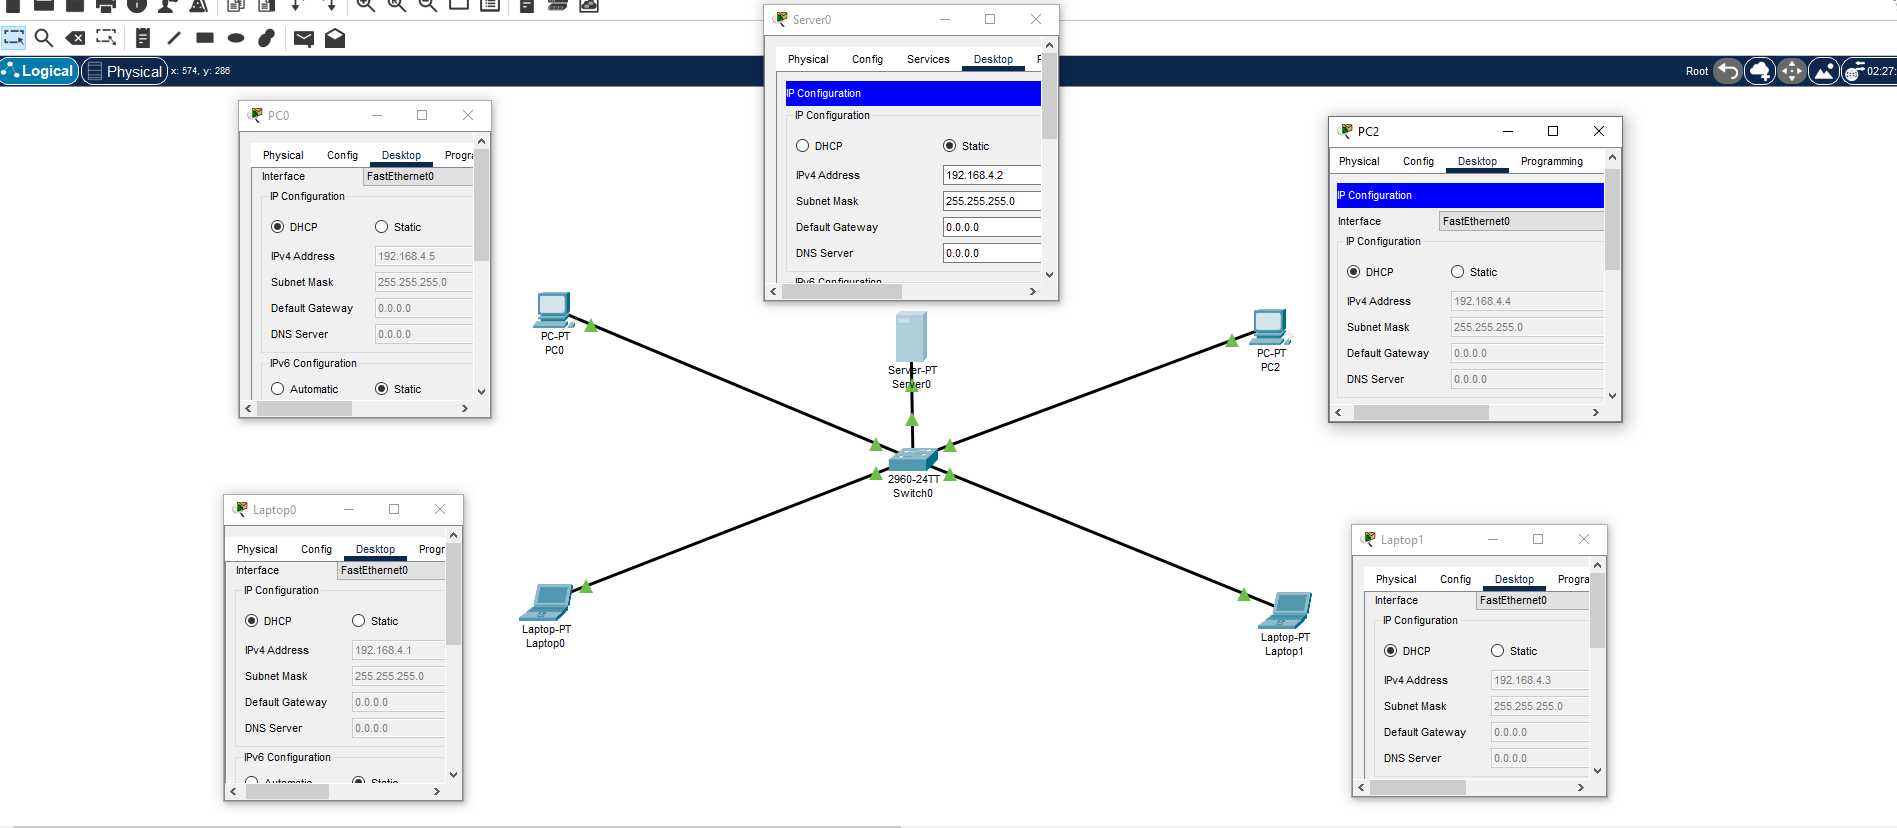 Logical
Physical
x: 574, y: 286
Root
02:27:
Server0
Physical Config Services Desktop
IP Configuration
IP Configuration
DHCP Static
IPv4 Address 192.168.4.2
Subnet Mask 255.255.255.0
Default Gateway 0.0.0.0
DNS Server 0.0.0.0
IPv6 Configuration
PC0
Physical Config Desktop Progra
Interface FastEthernet0
IP Configuration
DHCP Static
IPv4 Address 192.168.4.5
Subnet Mask 255.255.255.0
Default Gateway 0.0.0.0
DNS Server 0.0.0.0
IPv6 Configuration
Automatic Static
PC2
Physical Config Desktop Programming
IP Configuration
Interface FastEthernet0
IP Configuration
DHCP Static
IPv4 Address 192.168.4.4
Subnet Mask 255.255.255.0
Default Gateway 0.0.0.0
DNS Server 0.0.0.0
PC-PT
PC0
Server-PT
Server0
PC-PT
PC2
2960-24TT
Switch0
Laptop0
Physical Config Desktop Progr
Interface FastEthernet0
IP Configuration
DHCP Static
IPv4 Address 192.168.4.1
Subnet Mask 255.255.255.0
Default Gateway 0.0.0.0
DNS Server 0.0.0.0
IPv6 Configuration
Automatic Static
Laptop-PT
Laptop0
Laptop-PT
Laptop1
Laptop1
Physical Config Desktop Progra
Interface FastEthernet0
IP Configuration
DHCP Static
IPv4 Address 192.168.4.3
Subnet Mask 255.255.255.0
Default Gateway 0.0.0.0
DNS Server 0.0.0.0